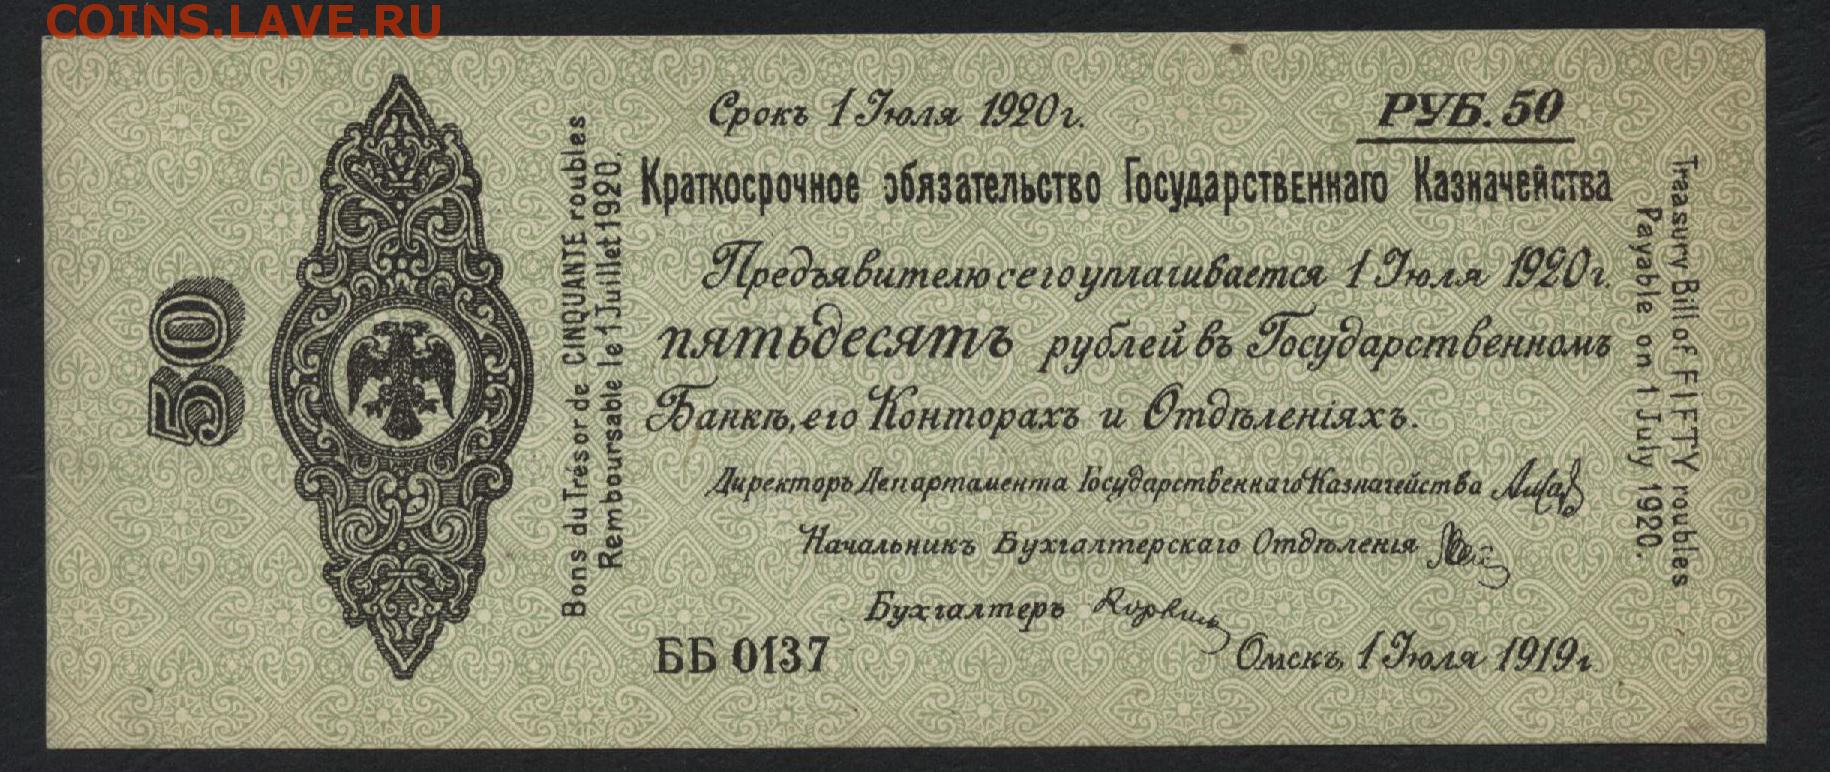 COINS.LAVE.RU
50
Bons du Trésor de CINQUANTE roubles
Remboursable le 1 Juillet 1920.
Срокъ 1 Іюля 1920 г.
РУБ. 50
Краткосрочное обязательство Государственнаго Казначейства
Предъявителю сего уплачивается 1 Іюля 1920 г.
пятьдесятъ рублей въ Государственномъ
Банкѣ, его Конторахъ и Отдѣленіяхъ.
Директоръ Департамента Государственнаго Казначейства
Начальникъ Бухгалтерскаго Отдѣленія
Бухгалтеръ
ББ 0137
Омскъ, 1 Іюля 1919 г.
Treasury Bill of FIFTY roubles
Payable on 1 July 1920.